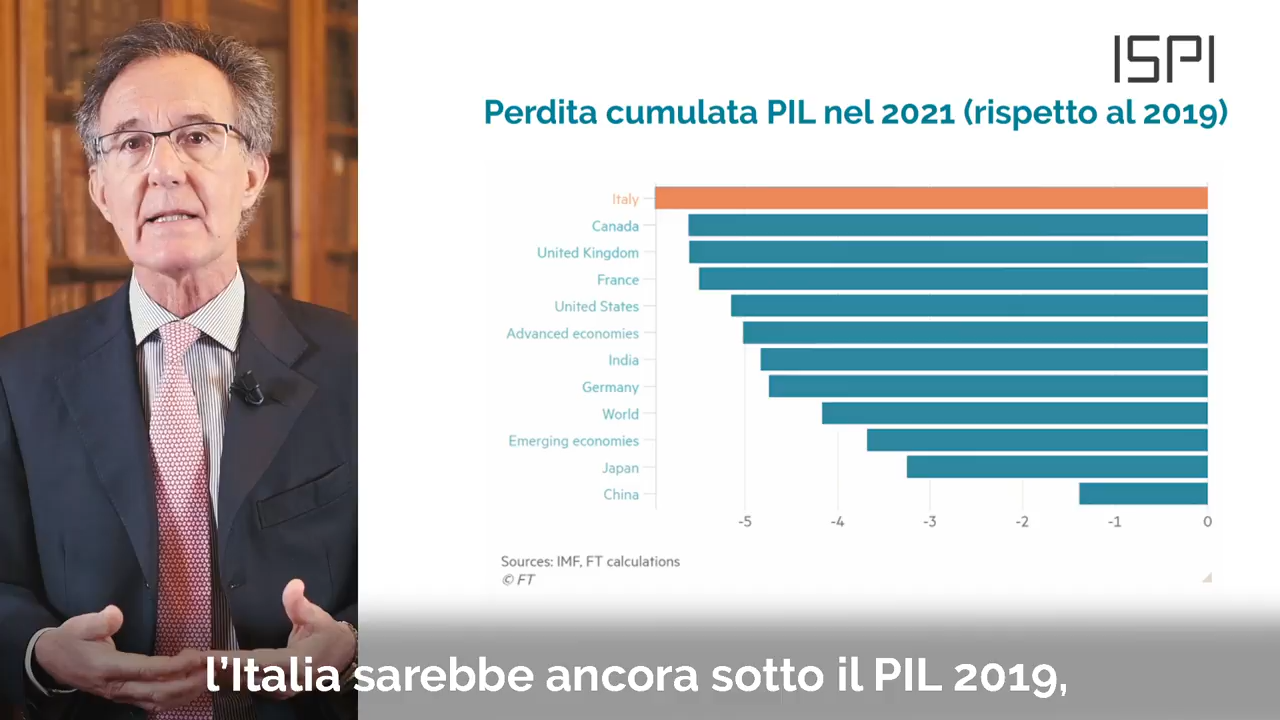 ISPI
Perdita cumulata PIL nel 2021 (rispetto al 2019)
Italy
Canada
United Kingdom
France
United States
Advanced economies
India
Germany
World
Emerging economies
Japan
China
-5 -4 -3 -2 -1 0
Sources: IMF, FT calculations
© FT
l'Italia sarebbe ancora sotto il PIL 2019,